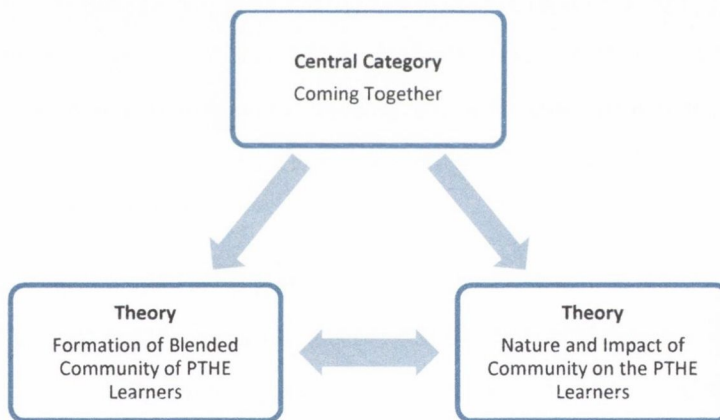 Central Category
Coming Together
Theory
Formation of Blended
Community of PTHE
Learners
Theory
Nature and Impact of
Community on the PTHE
Learners